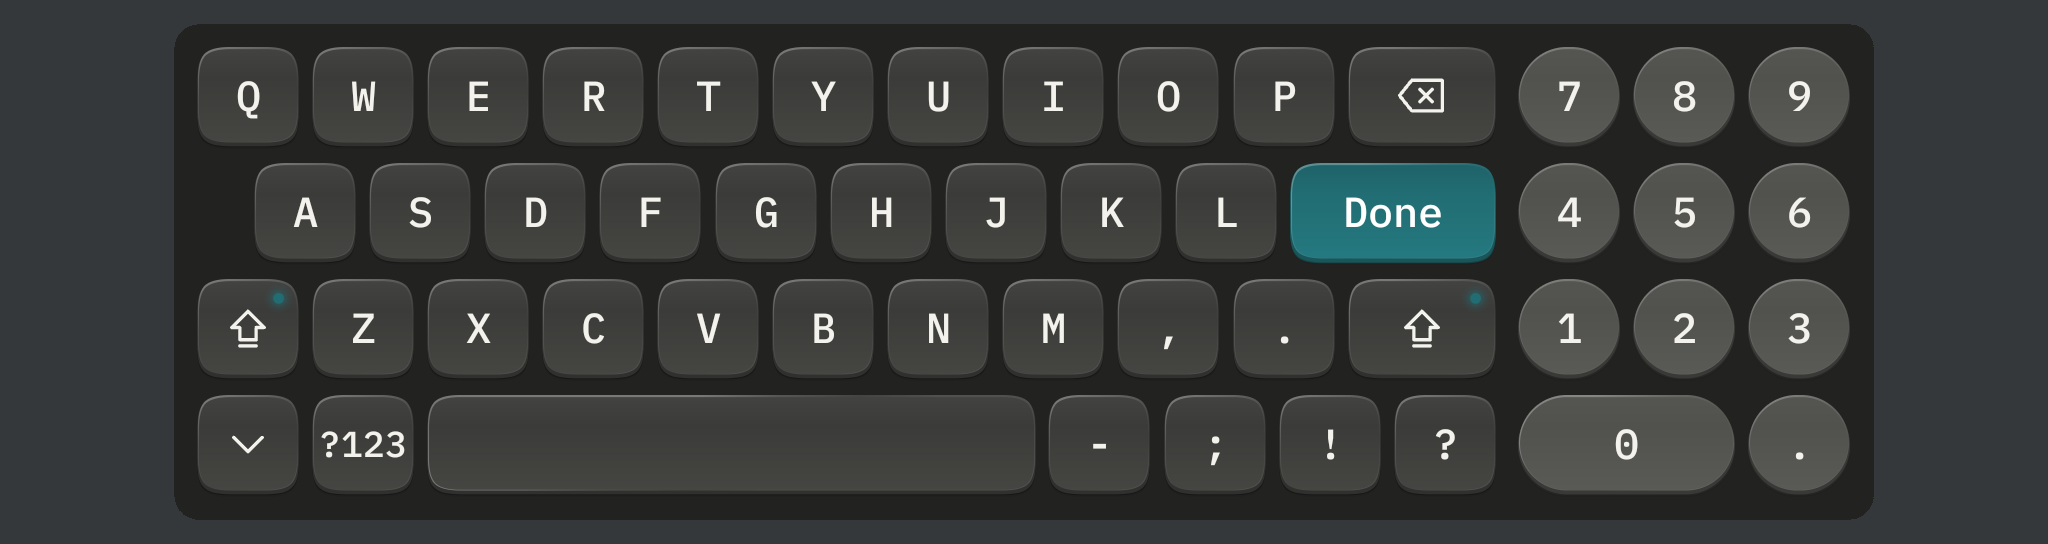 Q W E R T Y U I O P 7 8 9
A S D F G H J K L Done 4 5 6
Z X C V B N M , . 1 2 3
?123 - ; ! ? 0 .